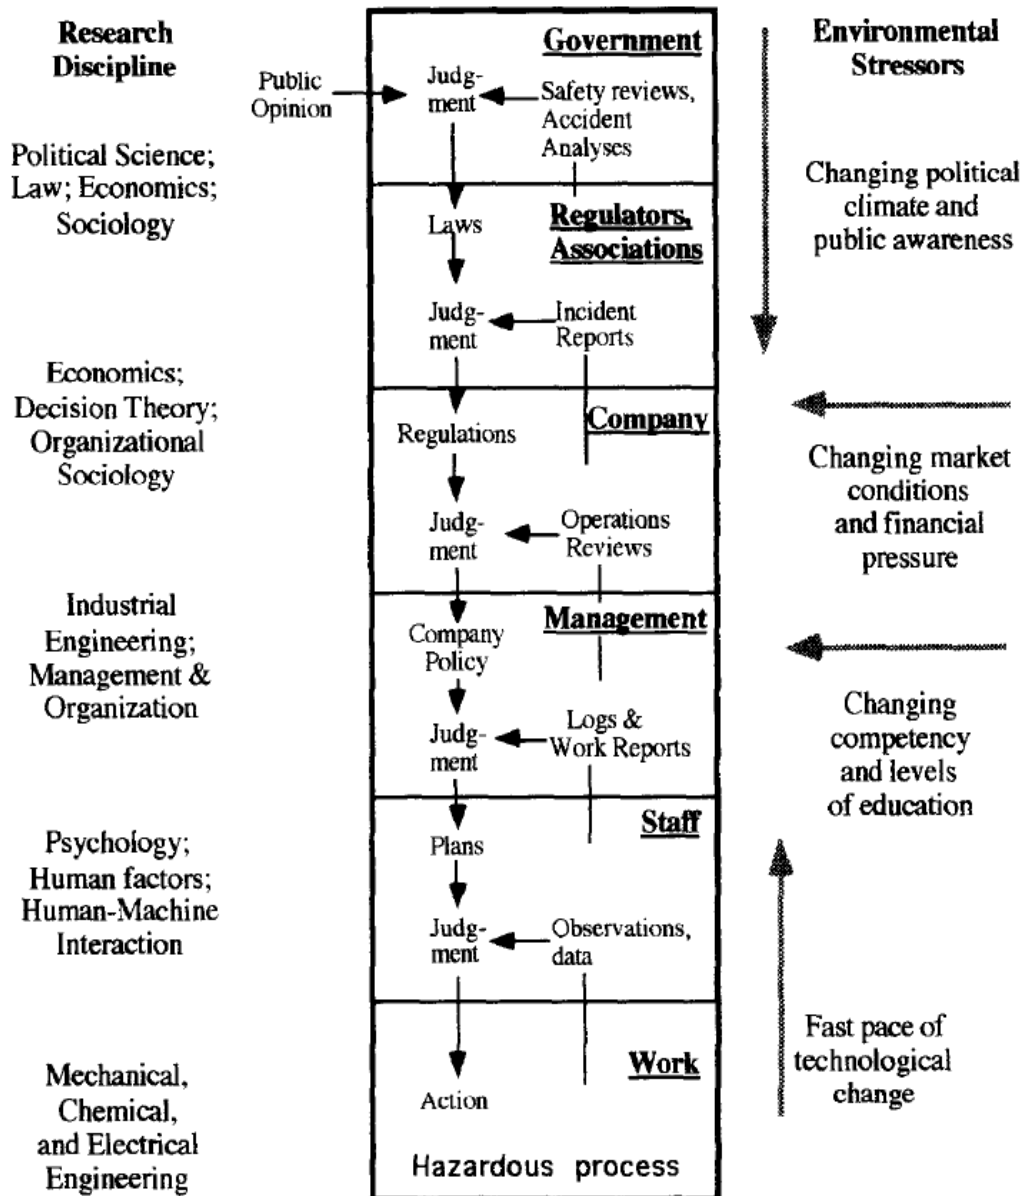 Research
Discipline
Political Science;
Law; Economics;
Sociology
Economics;
Decision Theory;
Organizational
Sociology
Industrial
Engineering;
Management &
Organization
Psychology;
Human factors;
Human-Machine
Interaction
Mechanical,
Chemical,
and Electrical
Engineering
Public
Opinion
Government
Judg-
ment
Safety reviews,
Accident
Analyses
Laws
Regulators,
Associations
Judg-
ment
Incident
Reports
Company
Regulations
Judg-
ment
Operations
Reviews
Management
Company
Policy
Judg-
ment
Logs &
Work Reports
Staff
Plans
Judg-
ment
Observations,
data
Work
Action
Hazardous process
Environmental
Stressors
Changing political
climate and
public awareness
Changing market
conditions
and financial
pressure
Changing
competency
and levels
of education
Fast pace of
technological
change